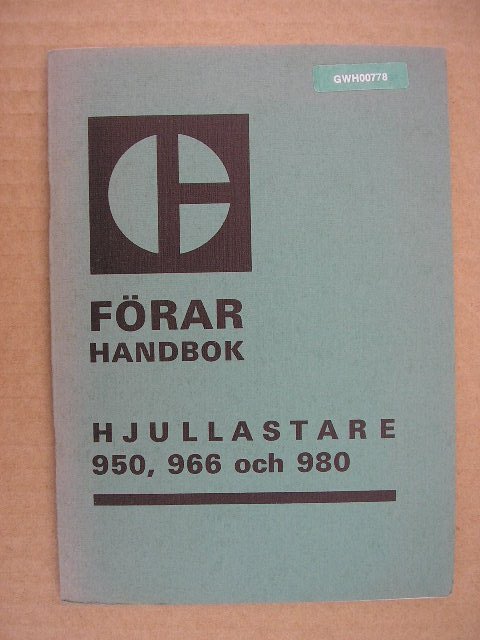 GWH00778
FÖRAR
HANDBOK
HJULLASTARE
950, 966 och 980